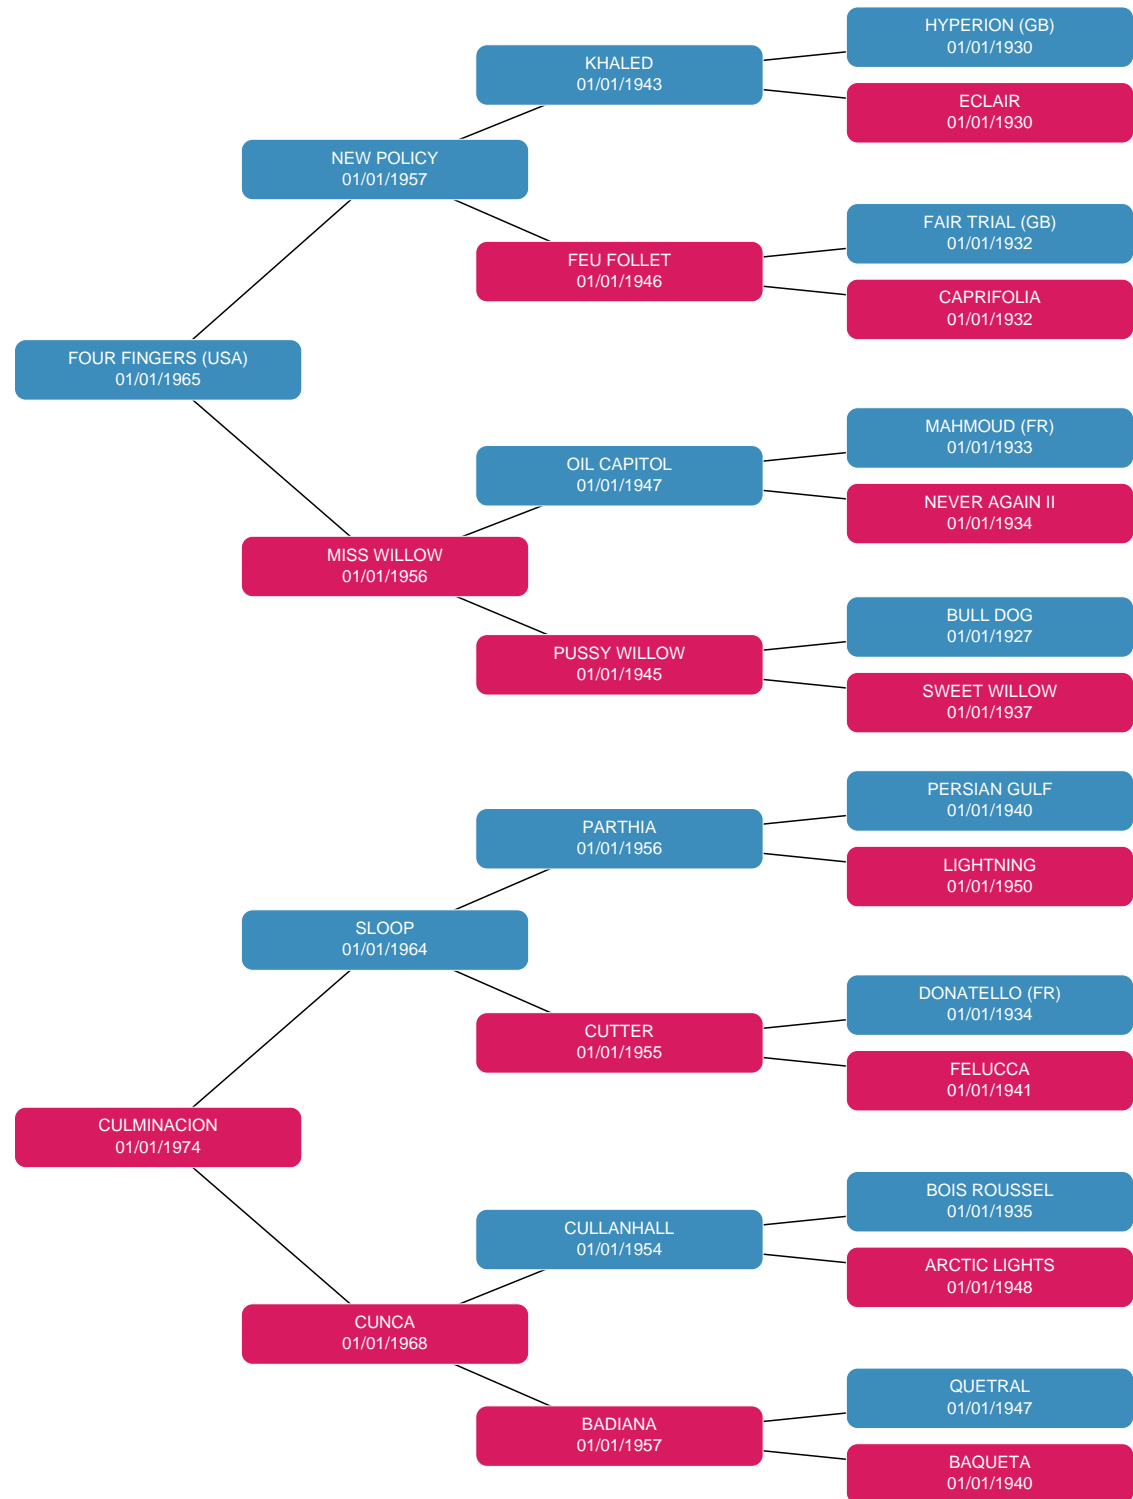 HYPERION (GB)
01/01/1930
KHALED
01/01/1943
ECLAIR
01/01/1930
NEW POLICY
01/01/1957
FAIR TRIAL (GB)
01/01/1932
FEU FOLLET
01/01/1946
CAPRIFOLIA
01/01/1932
FOUR FINGERS (USA)
01/01/1965
MAHMOUD (FR)
01/01/1933
OIL CAPITOL
01/01/1947
NEVER AGAIN II
01/01/1934
MISS WILLOW
01/01/1956
BULL DOG
01/01/1927
PUSSY WILLOW
01/01/1945
SWEET WILLOW
01/01/1937
PERSIAN GULF
01/01/1940
PARTHIA
01/01/1956
LIGHTNING
01/01/1950
SLOOP
01/01/1964
DONATELLO (FR)
01/01/1934
CUTTER
01/01/1955
FELUCCA
01/01/1941
CULMINACION
01/01/1974
BOIS ROUSSEL
01/01/1935
CULLANHALL
01/01/1954
ARCTIC LIGHTS
01/01/1948
CUNCA
01/01/1968
QUETRAL
01/01/1947
BADIANA
01/01/1957
BAQUETA
01/01/1940